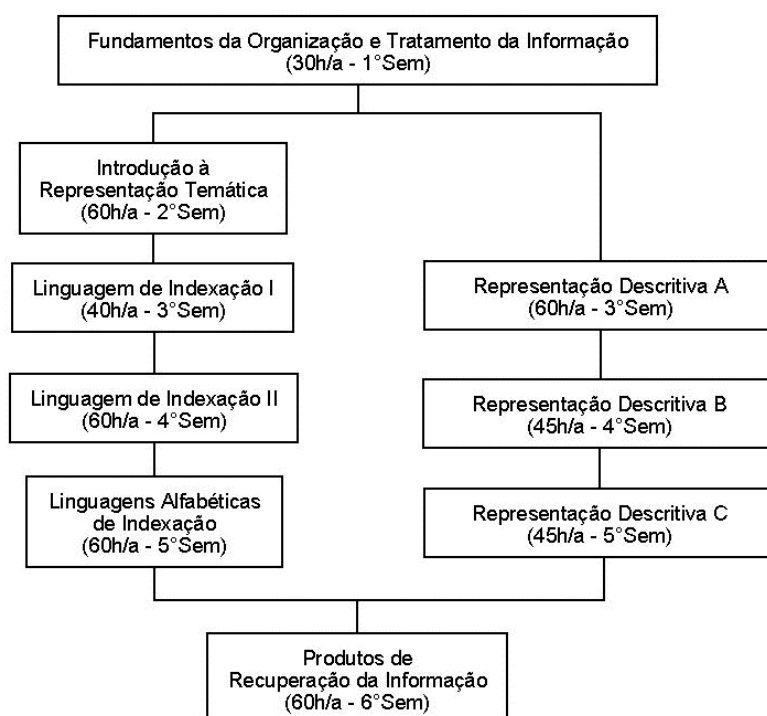 Fundamentos da Organização e Tratamento da Informação
(30h/a - 1°Sem)
Introdução à
Representação Temática
(60h/a - 2°Sem)
Linguagem de Indexação I
(40h/a - 3°Sem)
Linguagem de Indexação II
(60h/a - 4°Sem)
Linguagens Alfabéticas
de Indexação
(60h/a - 5°Sem)
Representação Descritiva A
(60h/a - 3°Sem)
Representação Descritiva B
(45h/a - 4°Sem)
Representação Descritiva C
(45h/a - 5°Sem)
Produtos de
Recuperação da Informação
(60h/a - 6°Sem)